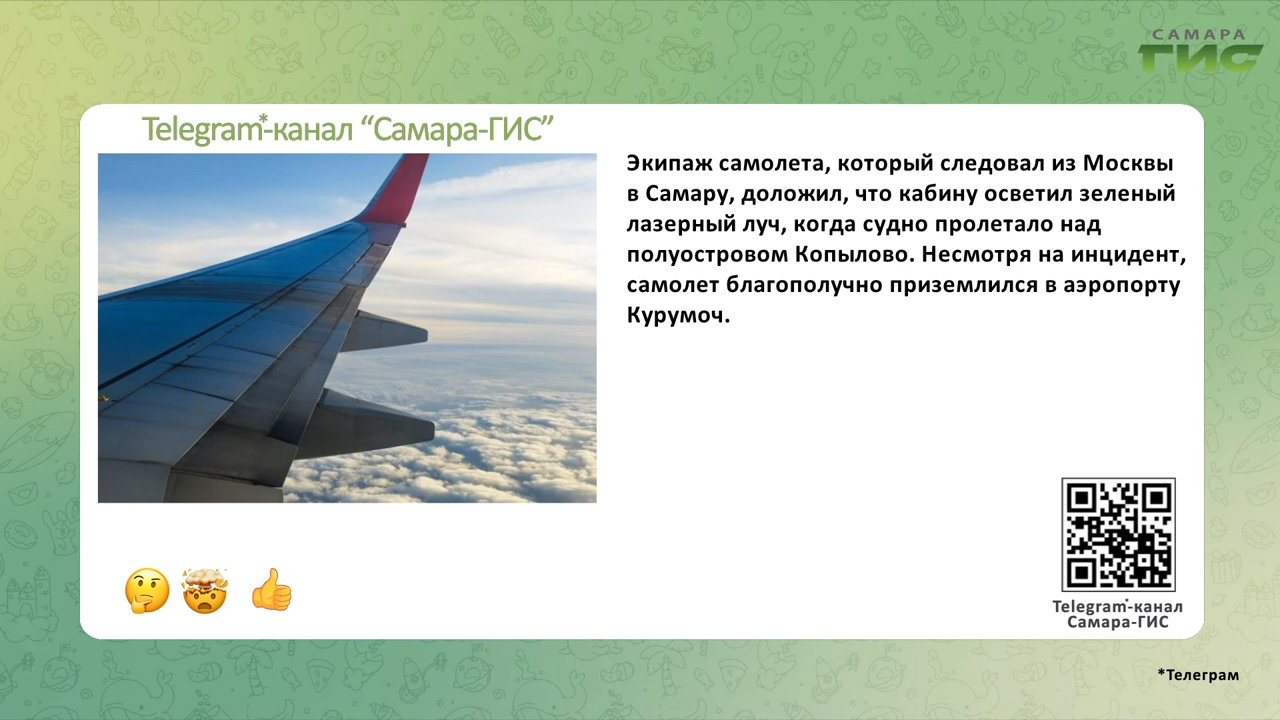 САМАРА
ГИС
Telegram*-канал “Самара-ГИС”
Экипаж самолета, который следовал из Москвы
в Самару, доложил, что кабину осветил зеленый
лазерный луч, когда судно пролетало над
полуостровом Копылово. Несмотря на инцидент,
самолет благополучно приземлился в аэропорту
Курумоч.
Telegram*-канал
Самара-ГИС
*Телеграм